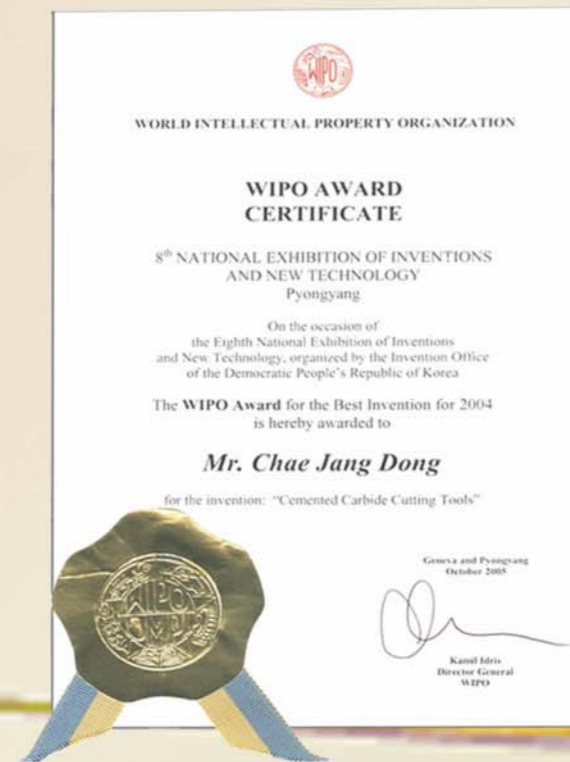 WIPO
WORLD INTELLECTUAL PROPERTY ORGANIZATION
WIPO AWARD
CERTIFICATE
8th NATIONAL EXHIBITION OF INVENTIONS
AND NEW TECHNOLOGY
Pyongyang
On the occasion of
the Eighth National Exhibition of Inventions
and New Technology, organized by the Invention Office
of the Democratic People's Republic of Korea
The WIPO Award for the Best Invention for 2004
is hereby awarded to
Mr. Chae Jang Dong
for the invention: "Cemented Carbide Cutting Tools"
Geneva and Pyongyang
October 2005
Kamil Idris
Director General
WIPO
WIPO
OMPI